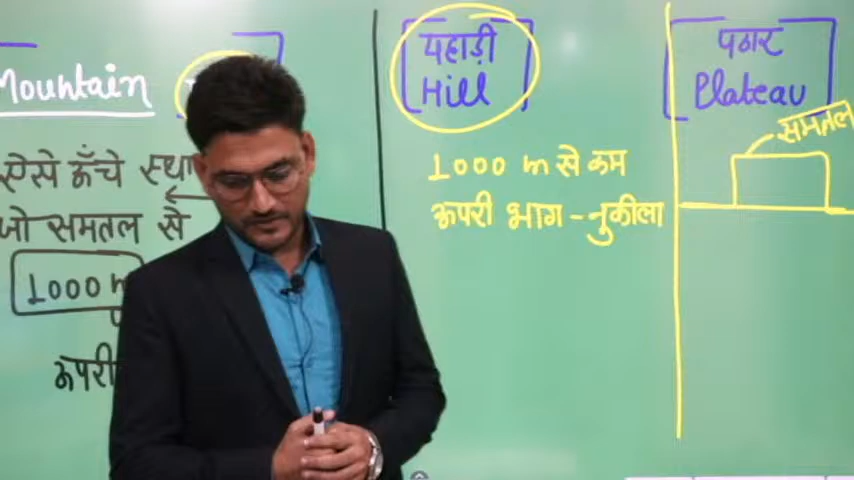 Mountain
ऐसे ऊँचे स्था
जो समतल से
1000 m
ऊपरी
पहाड़ी
Hill
1000 m से कम
ऊपरी भाग - नुकीला
पठार
Plateau
समतल